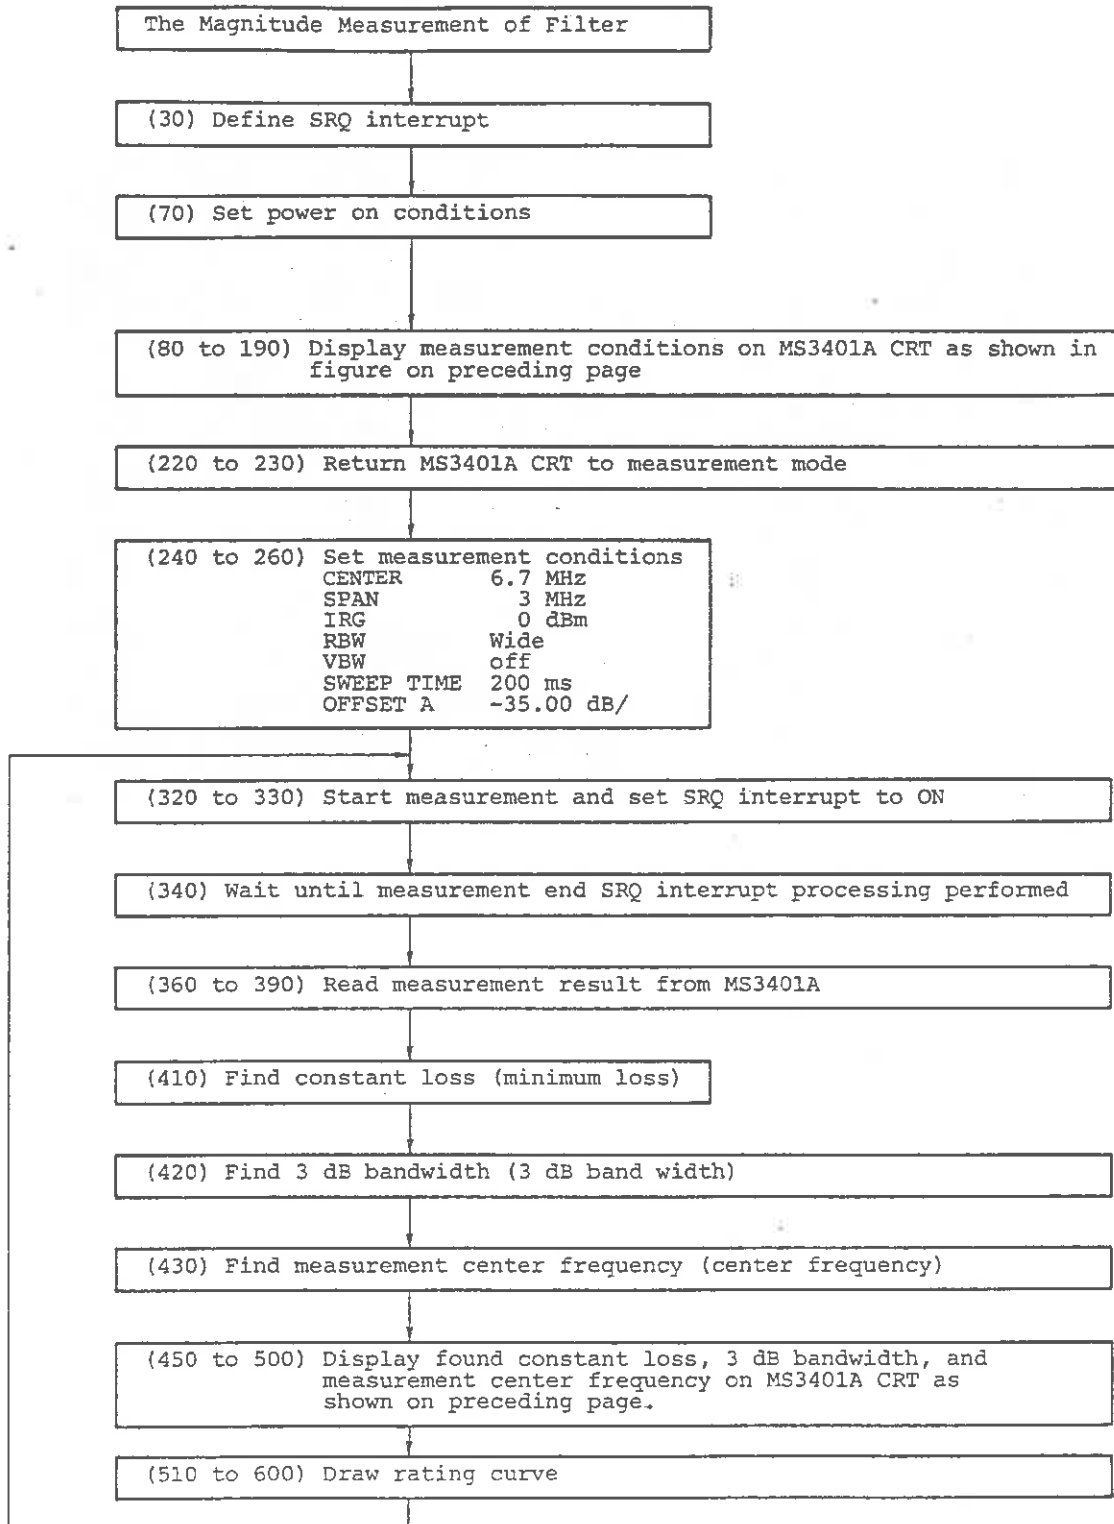 The Magnitude Measurement of Filter
(30) Define SRQ interrupt
(70) Set power on conditions
(80 to 190) Display measurement conditions on MS3401A CRT as shown in
figure on preceding page
(220 to 230) Return MS3401A CRT to measurement mode
(240 to 260) Set measurement conditions
CENTER 6.7 MHz
SPAN 3 MHz
IRG 0 dBm
RBW Wide
VBW off
SWEEP TIME 200 ms
OFFSET A -35.00 dB/
(320 to 330) Start measurement and set SRQ interrupt to ON
(340) Wait until measurement end SRQ interrupt processing performed
(360 to 390) Read measurement result from MS3401A
(410) Find constant loss (minimum loss)
(420) Find 3 dB bandwidth (3 dB band width)
(430) Find measurement center frequency (center frequency)
(450 to 500) Display found constant loss, 3 dB bandwidth, and
measurement center frequency on MS3401A CRT as
shown on preceding page.
(510 to 600) Draw rating curve